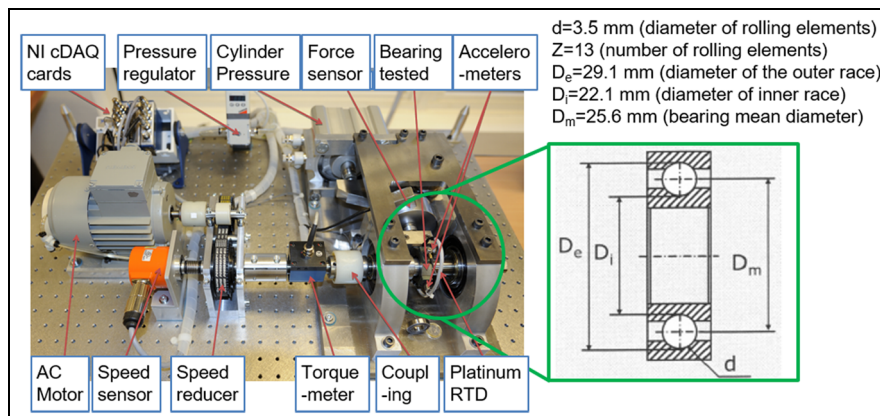 NI cDAQ
cards
Pressure
regulator
Cylinder
Pressure
Force
sensor
Bearing
tested
Accelero
-meters
d=3.5 mm (diameter of rolling elements)
Z=13 (number of rolling elements)
Dₑ=29.1 mm (diameter of the outer race)
Dᵢ=22.1 mm (diameter of inner race)
Dₘ=25.6 mm (bearing mean diameter)
Dₑ
Dᵢ
Dₘ
d
AC
Motor
Speed
sensor
Speed
reducer
Torque
-meter
Coupl
-ing
Platinum
RTD